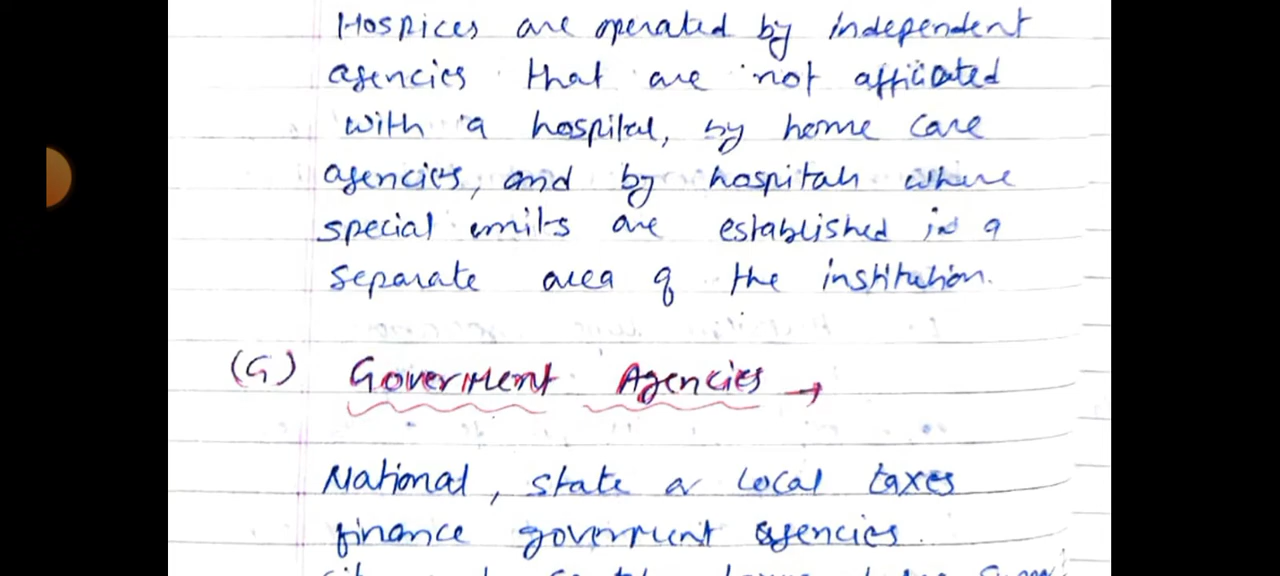 Hospices are operated by independent
agencies that are not afficiated
with a hospital, by home care
agencies, and by hospitals where
special units are established in a
separate area of the institution.
(G) Government Agencies →
National, state or local taxes
finance government agencies.